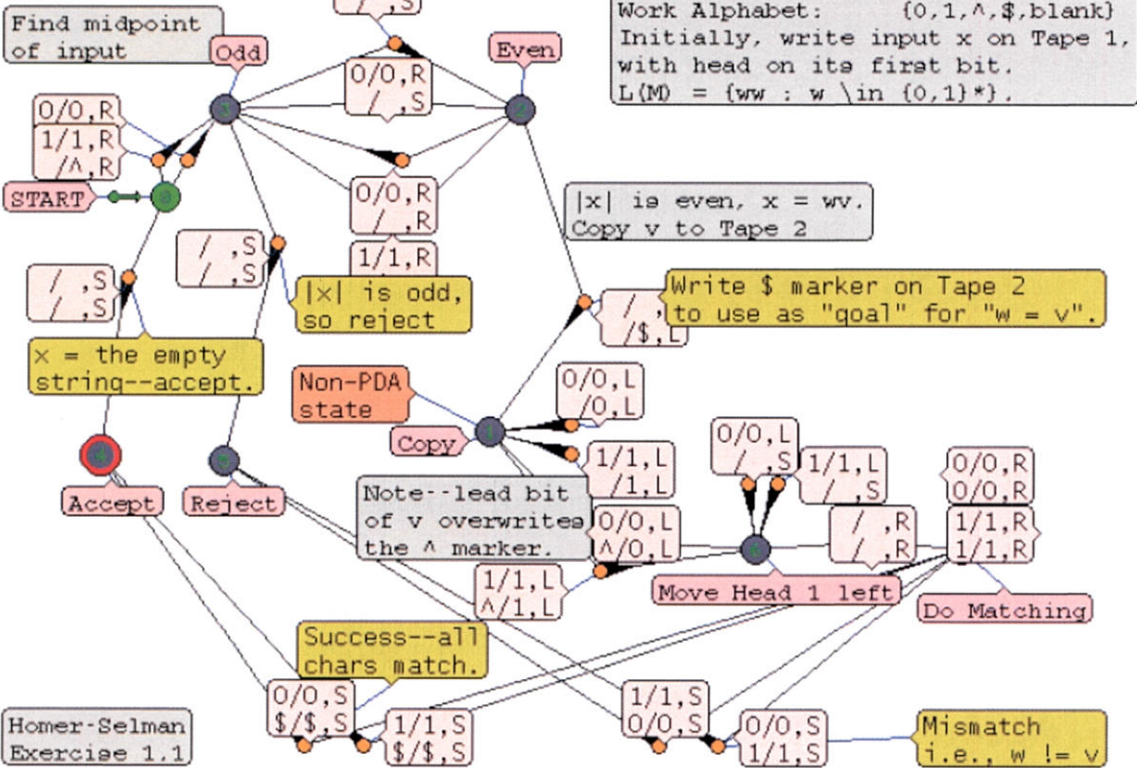 Find midpoint
of input
Odd
Even
/ ,S
Work Alphabet: {0,1,^,$,blank}
Initially, write input x on Tape 1,
with head on its first bit.
L(M) = {ww : w \in {0,1}*}.
0/0,R
/ ,S
0/0,R
1/1,R
/^,R
START
/ ,S
/ ,S
0/0,R
/ ,R
1/1,R
|x| is even, x = wv.
Copy v to Tape 2
/ ,S
/ ,S
|x| is odd,
so reject
/ ,
/$,L
Write $ marker on Tape 2
to use as "goal" for "w = v".
x = the empty
string--accept.
Non-PDA
state
Copy
0/0,L
/0,L
1/1,L
/1,L
0/0,L
/ ,S
1/1,L
/ ,S
0/0,R
0/0,R
Accept
Reject
Note--lead bit
of v overwrites
the ^ marker.
0/0,L
^/0,L
/ ,R
/ ,R
1/1,R
1/1,R
1/1,L
^/1,L
Move Head 1 left
Do Matching
Success--all
chars match.
0/0,S
$/$,S
1/1,S
$/$,S
1/1,S
0/0,S
0/0,S
1/1,S
Mismatch
i.e., w != v
Homer-Selman
Exercise 1.1